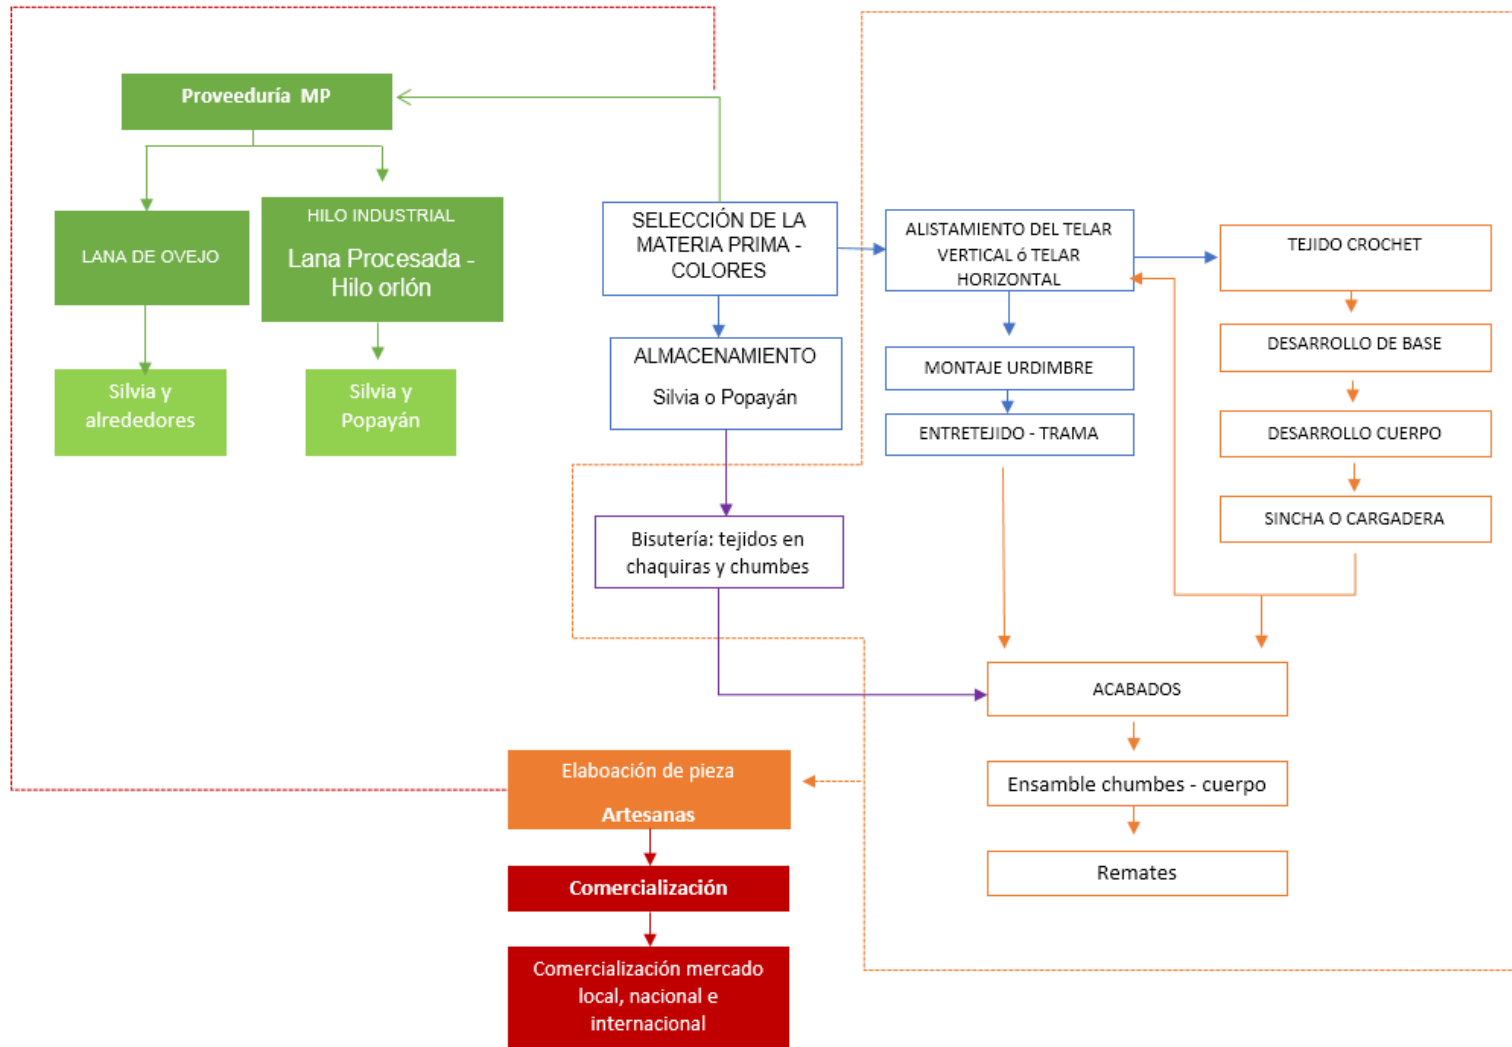 Proveeduría MP
LANA DE OVEJO
HILO INDUSTRIAL
Lana Procesada -
Hilo orlón
Silvia y
alrededores
Silvia y
Popayán
SELECCIÓN DE LA
MATERIA PRIMA -
COLORES
ALMACENAMIENTO
Silvia o Popayán
Bisutería: tejidos en
chaquiras y chumbes
ALISTAMIENTO DEL TELAR
VERTICAL ó TELAR
HORIZONTAL
MONTAJE URDIMBRE
ENTRETEJIDO - TRAMA
TEJIDO CROCHET
DESARROLLO DE BASE
DESARROLLO CUERPO
SINCHA O CARGADERA
ACABADOS
Ensamble chumbes - cuerpo
Remates
Elaboación de pieza
Artesanas
Comercialización
Comercialización mercado
local, nacional e
internacional